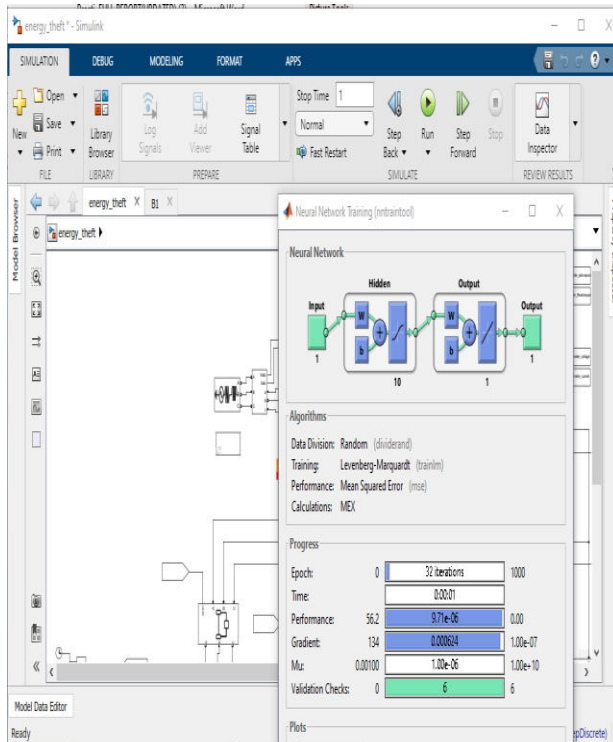 energy_theft * - Simulink
SIMULATION DEBUG MODELING FORMAT APPS
New
Open
Save
Print
FILE
Library Browser
LIBRARY
Log Signals
Add Viewer
Signal Table
PREPARE
Stop Time 1
Normal
Fast Restart
Step Back
Run
Step Forward
Stop
SIMULATE
Data Inspector
REVIEW RESULTS
Model Browser
energy_theft B1
energy_theft
Neural Network Training (nntraintool)
Neural Network
Hidden Output
Input Output
W W
b b
1 10 1 1
Algorithms
Data Division: Random (dividerand)
Training: Levenberg-Marquardt (trainlm)
Performance: Mean Squared Error (mse)
Calculations: MEX
Progress
Epoch: 0 32 iterations 1000
Time: 0:00:01
Performance: 56.2 9.71e-06 0.00
Gradient: 134 0.000624 1.00e-07
Mu: 0.00100 1.00e-06 1.00e+10
Validation Checks: 0 6 6
Plots
Model Data Editor
Ready